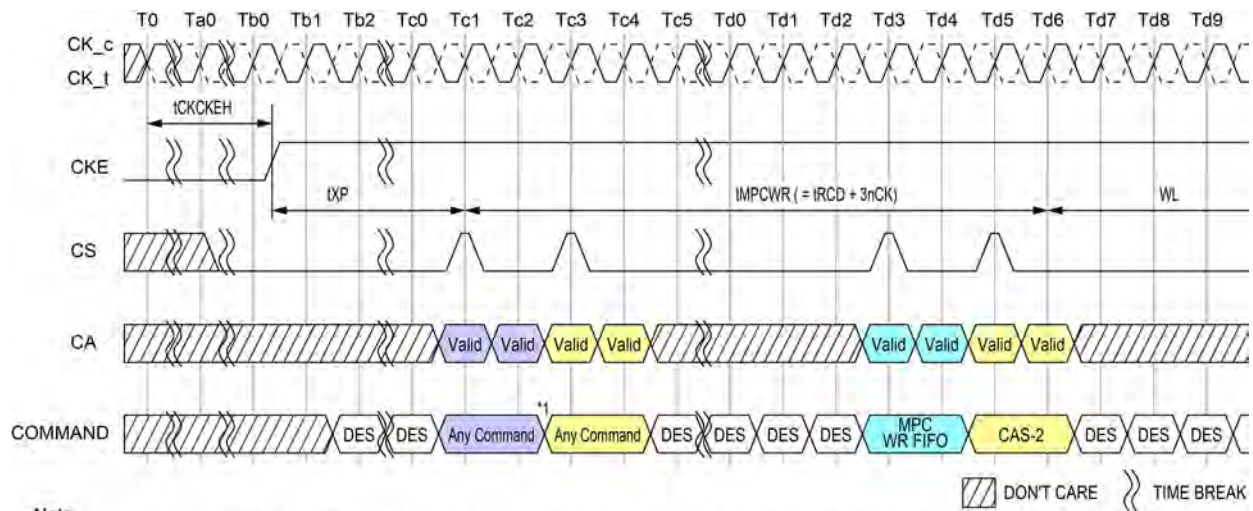 T0 Ta0 Tb0 Tb1 Tb2 Tc0 Tc1 Tc2 Tc3 Tc4 Tc5 Td0 Td1 Td2 Td3 Td4 Td5 Td6 Td7 Td8 Td9
CK_c
CK_t
tCKCKEH
CKE
tXP tMPCWR ( = tRCD + 3nCK) WL
CS
CA Valid Valid Valid Valid Valid Valid Valid Valid
*1
COMMAND DES DES Any Command Any Command DES DES DES DES MPC WR FIFO CAS-2 DES DES DES
DON'T CARE TIME BREAK